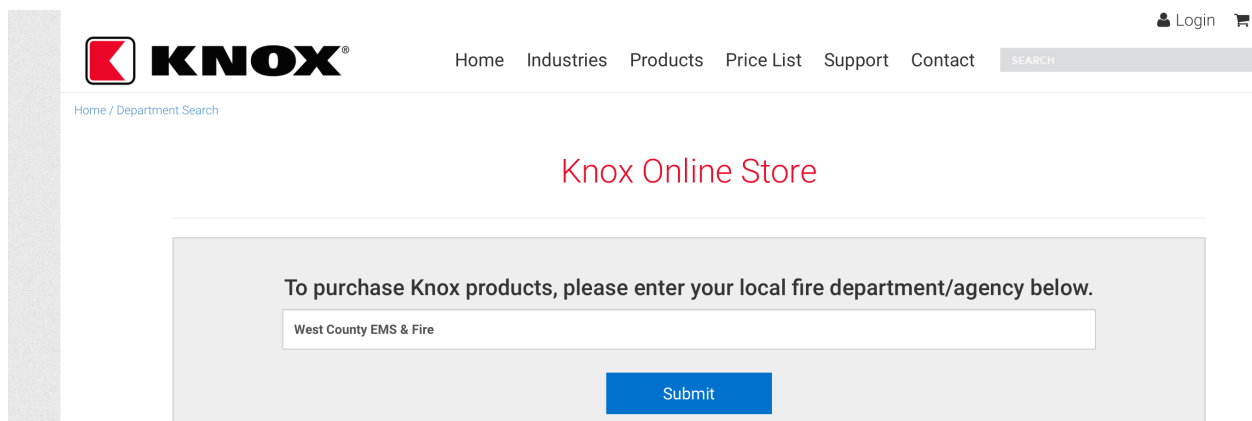 Login
KNOX®
Home Industries Products Price List Support Contact SEARCH
Home / Department Search
Knox Online Store
To purchase Knox products, please enter your local fire department/agency below.
West County EMS & Fire
Submit